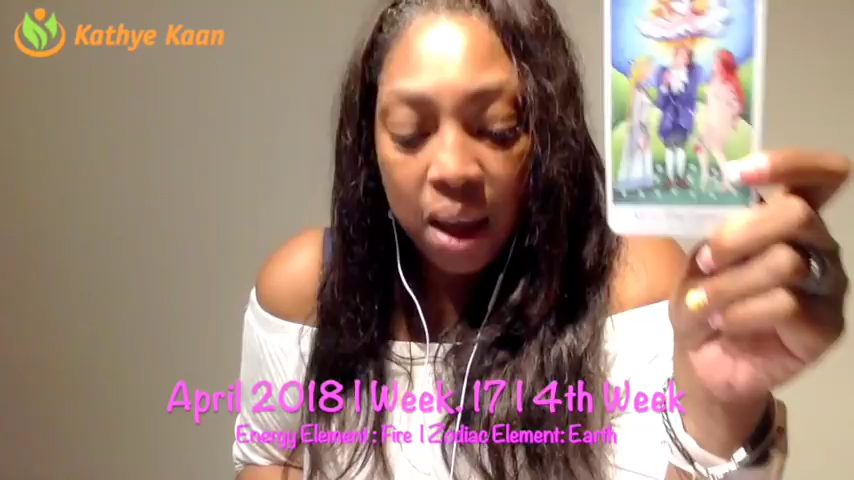 Kathye Kaan
April 2018 | Week. 17 | 4th Week
Energy Element : Fire | Zodiac Element: Earth